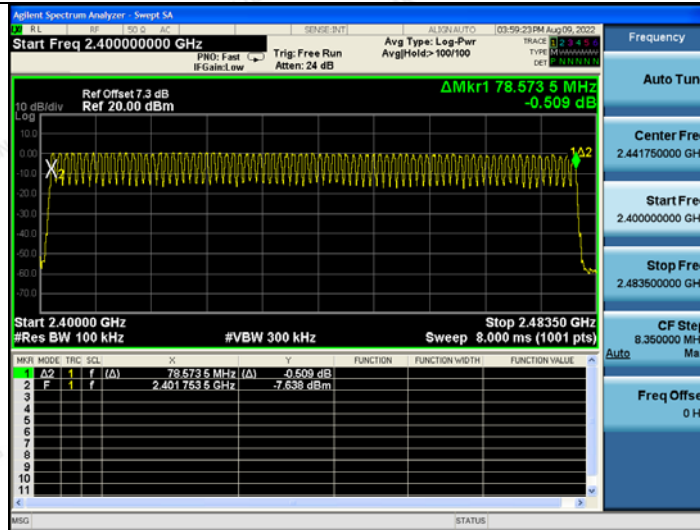 Agilent Spectrum Analyzer - Swept SA
RL RF 50 Ω AC SENSE:INT ALIGN AUTO 03:59:23 PM Aug 09, 2022
Start Freq 2.400000000 GHz
PNO: Fast
IFGain:Low
Trig: Free Run
Atten: 24 dB
Avg Type: Log-Pwr
Avg|Hold:> 100/100
TRACE 1 2 3 4 5 6
TYPE M
DET P N N N N N
Ref Offset 7.3 dB
Ref 20.00 dBm
10 dB/div
Log
ΔMkr1 78.573 5 MHz
-0.509 dB
10.0
0.00
-10.0
-20.0
-30.0
-40.0
-50.0
-60.0
-70.0
2
1Δ2
Start 2.40000 GHz Stop 2.48350 GHz
#Res BW 100 kHz #VBW 300 kHz Sweep 8.000 ms (1001 pts)
MKR MODE TRC SCL X Y FUNCTION FUNCTION WIDTH FUNCTION VALUE
1 Δ2 1 f (Δ) 78.573 5 MHz (Δ) -0.509 dB
2 F 1 f 2.401 753 5 GHz -7.638 dBm
3
4
5
6
7
8
9
10
11
MSG STATUS
Frequency
Auto Tun
Center Fre
2.441750000 GH
Start Fre
2.400000000 GH
Stop Fre
2.483500000 GH
CF Step
8.350000 MH
Auto Ma
Freq Offse
0 H